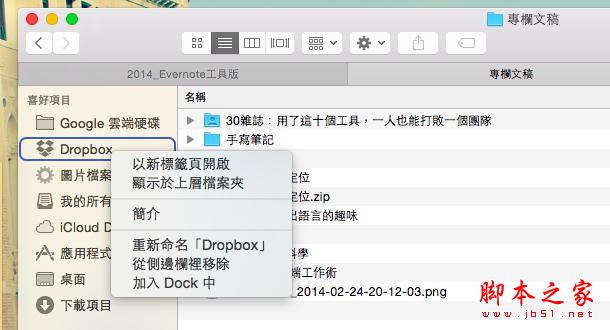 專欄文稿
2014_Evernote工具版
專欄文稿
喜好項目
Google 雲端硬碟
Dropbox
圖片檔案
我的所有
iCloud D
應用程式
桌面
下載項目
名稱
30雜誌：用了這十個工具，一人也能打敗一個團隊
手寫筆記
定位
定位.zip
出語言的趣味
科學
端工作術
_2014-02-24-20-12-03.png
以新標籤頁開啟
顯示於上層檔案夾
簡介
重新命名「Dropbox」
從側邊欄裡移除
加入 Dock 中
脚本之家
www.jb51.net